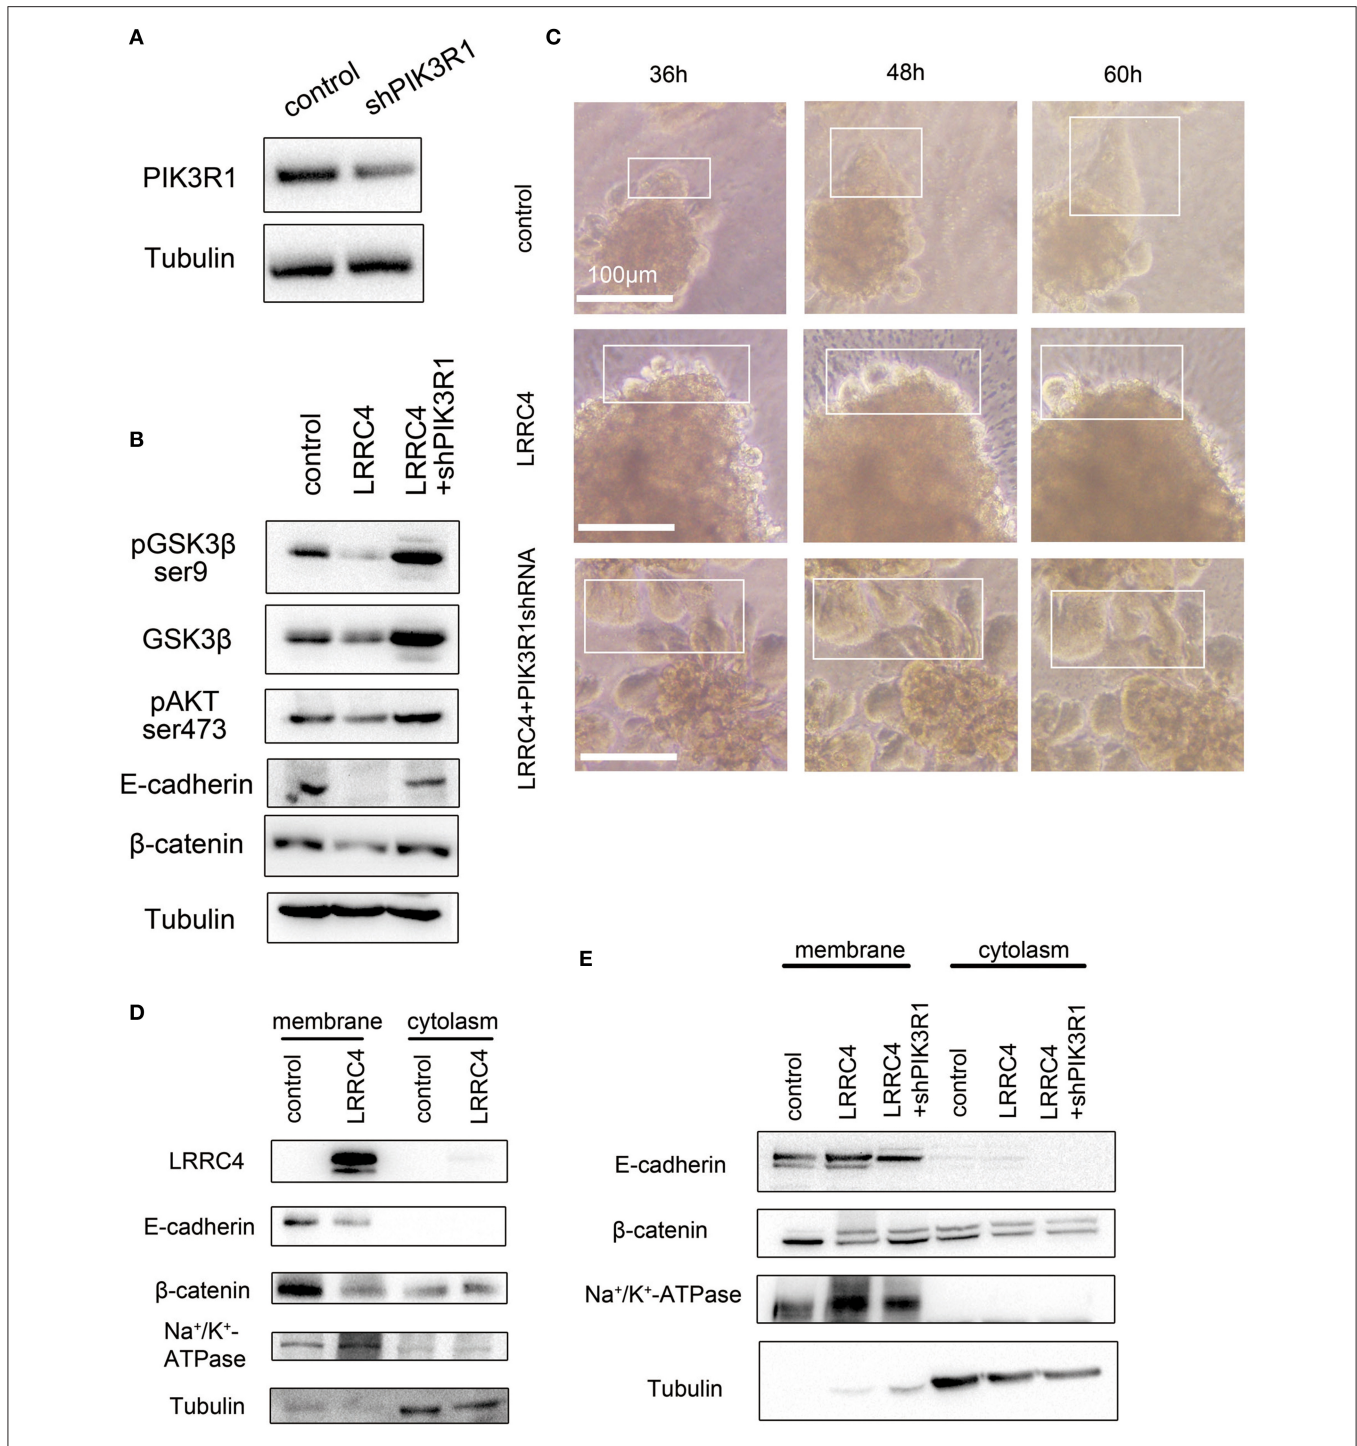 A
control
shPIK3R1
PIK3R1
Tubulin
B
control
LRRC4
LRRC4
+shPIK3R1
pGSK3β
ser9
GSK3β
pAKT
ser473
E-cadherin
β-catenin
Tubulin
C
36h
48h
60h
control
100μm
LRRC4
LRRC4+PIK3R1shRNA
D
membrane
cytolasm
control
LRRC4
control
LRRC4
LRRC4
E-cadherin
β-catenin
Na⁺/K⁺-
ATPase
Tubulin
E
membrane
cytolasm
control
LRRC4
LRRC4
+shPIK3R1
control
LRRC4
LRRC4
+shPIK3R1
E-cadherin
β-catenin
Na⁺/K⁺-ATPase
Tubulin